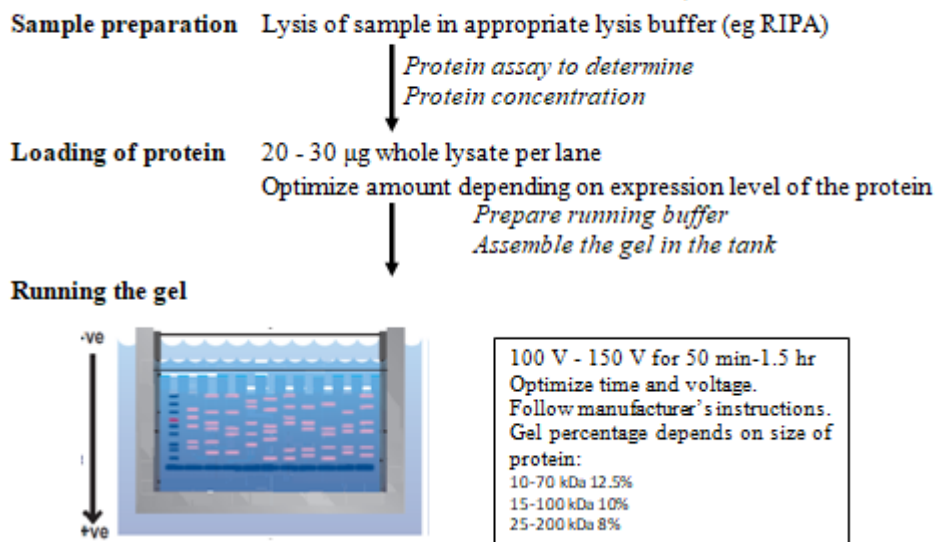 Sample preparation Lysis of sample in appropriate lysis buffer (eg RIPA)
Protein assay to determine
Protein concentration
Loading of protein 20 - 30 μg whole lysate per lane
Optimize amount depending on expression level of the protein
Prepare running buffer
Assemble the gel in the tank
Running the gel
-ve
+ve
100 V - 150 V for 50 min-1.5 hr
Optimize time and voltage.
Follow manufacturer's instructions.
Gel percentage depends on size of
protein:
10-70 kDa 12.5%
15-100 kDa 10%
25-200 kDa 8%